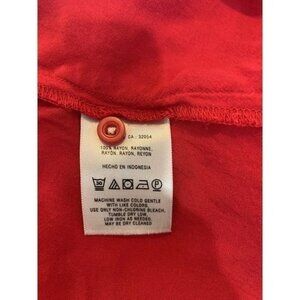 CA - 32054
100% RAYON, RAYONNE,
RAYON, RAYON, REYON
HECHO EN INDONESIA
30
P
MACHINE WASH COLD GENTLE
WITH LIKE COLORS.
USE ONLY NON-CHLORINE BLEACH.
TUMBLE DRY LOW.
LOW IRON AS NEEDED.
MAY BE DRY CLEANED